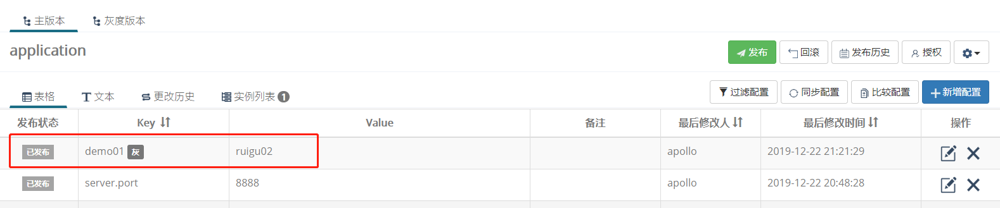 主版本 灰度版本
application 发布 回滚 发布历史 授权
表格 文本 更改历史 实例列表 1 过滤配置 同步配置 比较配置 新增配置
发布状态 Key Value 备注 最后修改人 最后修改时间 操作
已发布 demo01 灰 ruigu02 apollo 2019-12-22 21:21:29
已发布 server.port 8888 apollo 2019-12-22 20:48:28